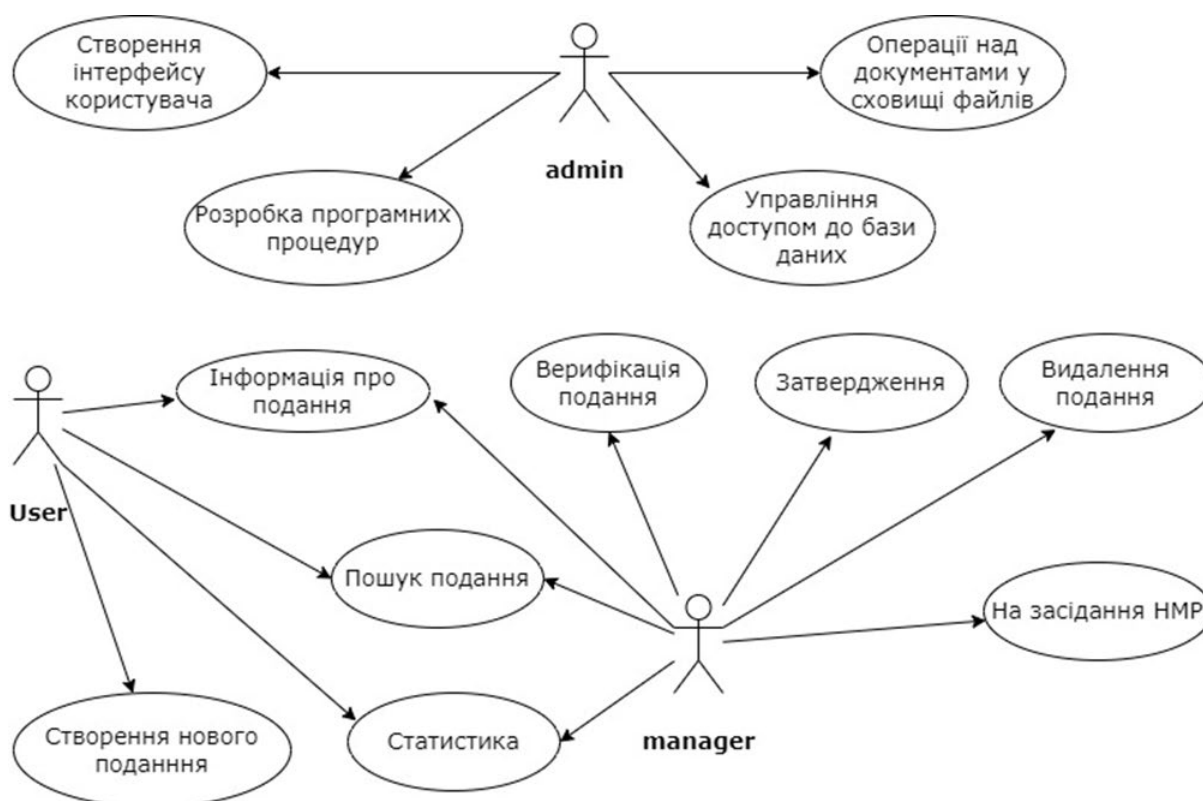 Створення
інтерфейсу
користувача
Операції над
документами у
сховищі файлів
admin
Розробка програмних
процедур
Управління
доступом до бази
даних
Інформація про
подання
Верифікація
подання
Затвердження
Видалення
подання
User
Пошук подання
На засідання НМР
Створення нового
поданння
Статистика
manager